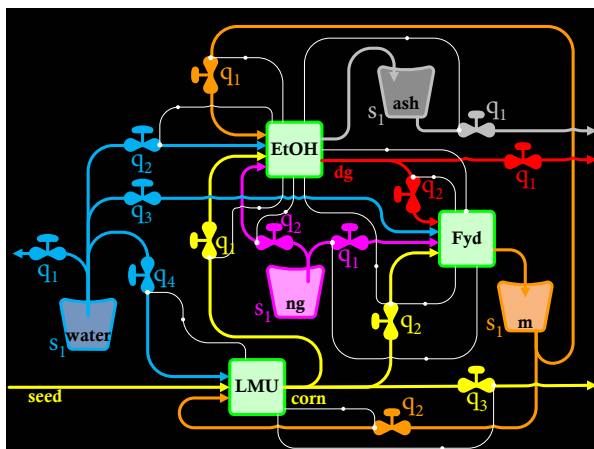 q1
ash
s1
q1
EtOH
q2
dg
q1
q2
q3
q1
q2
q1
Fyd
q1
q4
ng
s1
q2
s1
m
s1
water
LMU
seed
corn
q3
q2